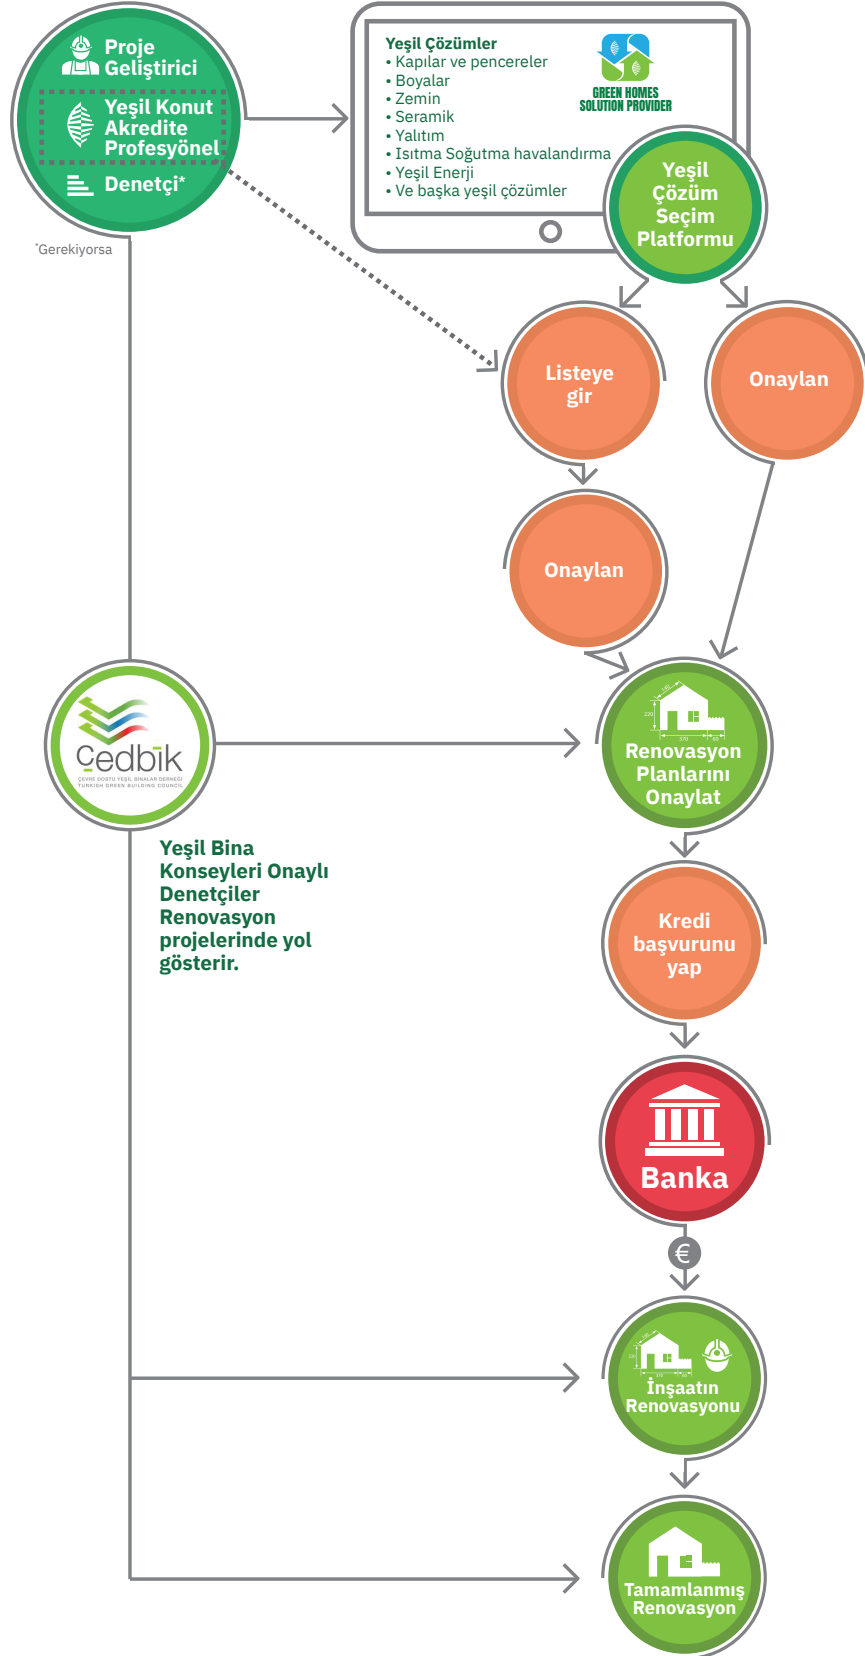 Proje
Geliştirici
Yeşil Konut
Akredite
Profesyönel
Denetçi*
*Gerekiyorsa
Yeşil Çözümler
• Kapılar ve pencereler
• Boyalar
• Zemin
• Seramik
• Yalıtım
• Isıtma Soğutma havalandırma
• Yeşil Enerji
• Ve başka yeşil çözümler
GREEN HOMES
SOLUTION PROVIDER
Yeşil
Çözüm
Seçim
Platformu
Listeye
gir
Onaylan
Onaylan
çedbik
ÇEVRE DOSTU YEŞİL BİNALAR DERNEĞİ
TURKISH GREEN BUILDING COUNCIL
Yeşil Bina
Konseyleri Onaylı
Denetçiler
Renovasyon
projelerinde yol
gösterir.
220
370
Renovasyon
Planlarını
Onaylat
Kredi
başvurunu
yap
Banka
€
İnşaatın
Renovasyonu
Tamamlanmış
Renovasyon